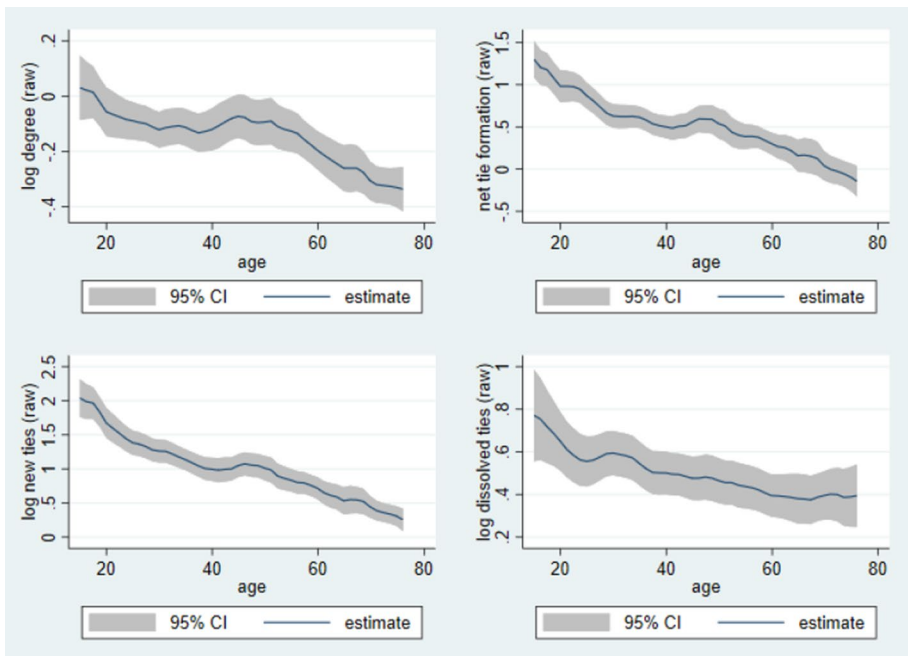 log degree (raw)
.2
0
-.2
-.4
20 40 60 80
age
95% CI estimate
net tie formation (raw)
1.5
1
.5
0
-.5
20 40 60 80
age
95% CI estimate
log new ties (raw)
2.5
2
1.5
1
.5
0
20 40 60 80
age
95% CI estimate
log dissolved ties (raw)
1
.8
.6
.4
.2
20 40 60 80
age
95% CI estimate